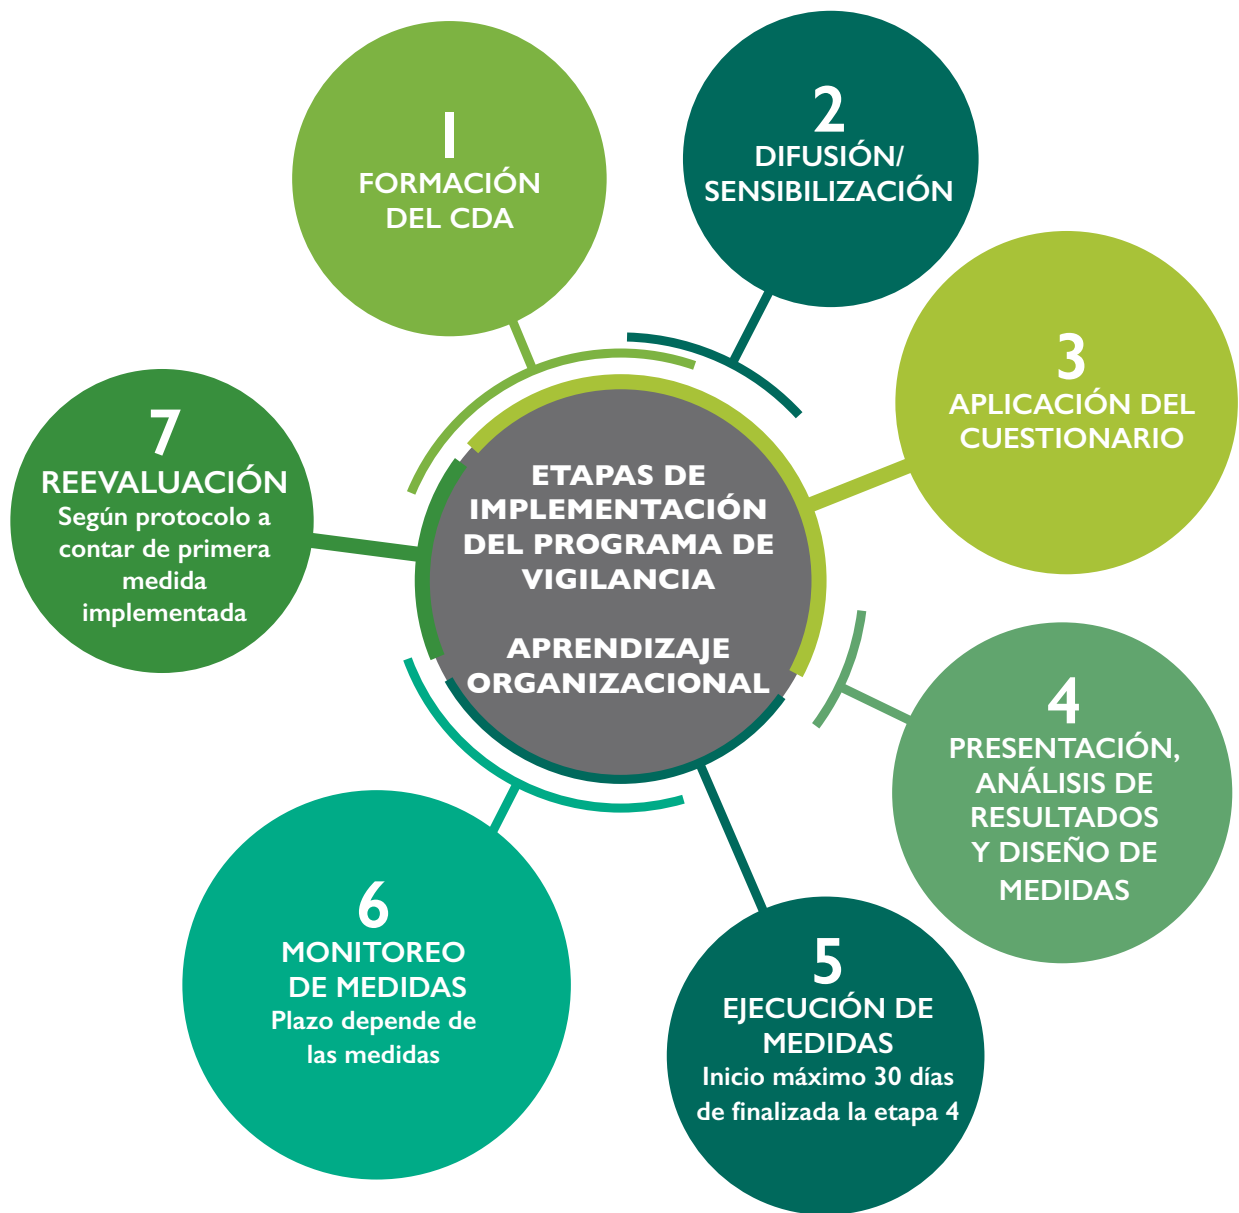 1
FORMACIÓN
DEL CDA
2
DIFUSIÓN/
SENSIBILIZACIÓN
3
APLICACIÓN DEL
CUESTIONARIO
4
PRESENTACIÓN,
ANÁLISIS DE
RESULTADOS
Y DISEÑO DE
MEDIDAS
5
EJECUCIÓN DE
MEDIDAS
Inicio máximo 30 días
de finalizada la etapa 4
6
MONITOREO
DE MEDIDAS
Plazo depende de
las medidas
7
REEVALUACIÓN
Según protocolo a
contar de primera
medida
implementada
ETAPAS DE
IMPLEMENTACIÓN
DEL PROGRAMA DE
VIGILANCIA
APRENDIZAJE
ORGANIZACIONAL